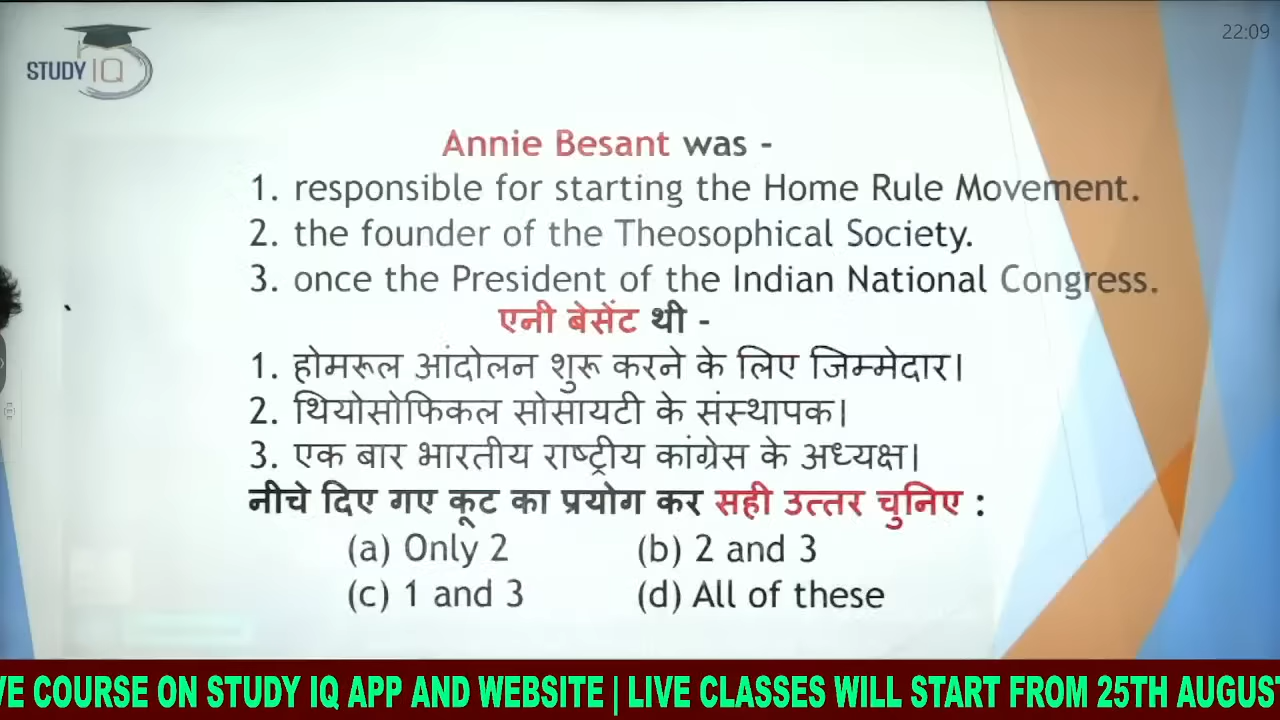 22:09
STUDY IQ
Annie Besant was -
1. responsible for starting the Home Rule Movement.
2. the founder of the Theosophical Society.
3. once the President of the Indian National Congress.
एनी बेसेंट थी -
1. होमरूल आंदोलन शुरू करने के लिए जिम्मेदार।
2. थियोसोफिकल सोसायटी के संस्थापक।
3. एक बार भारतीय राष्ट्रीय कांग्रेस के अध्यक्ष।
नीचे दिए गए कूट का प्रयोग कर सही उत्तर चुनिए :
(a) Only 2 (b) 2 and 3
(c) 1 and 3 (d) All of these
VE COURSE ON STUDY IQ APP AND WEBSITE | LIVE CLASSES WILL START FROM 25TH AUGUST